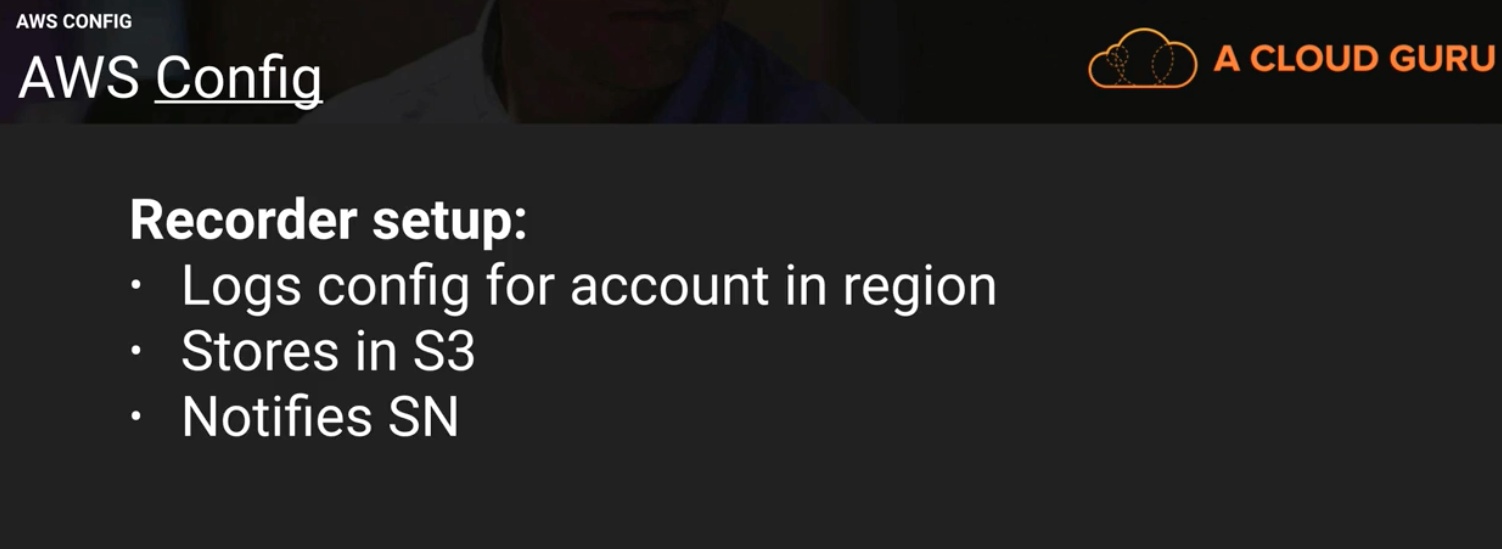 AWS CONFIG
AWS Config
A CLOUD GURU
Recorder setup:
• Logs config for account in region
• Stores in S3
• Notifies SN